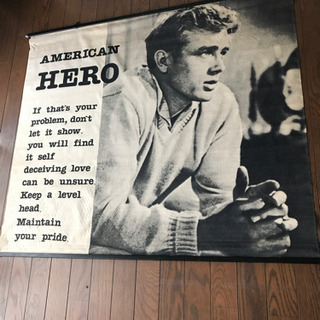 AMERICAN
HERO
If that's your
problem, don't
let it show.
you will find
it self
deceiving love
can be unsure.
Keep a level
head.
Maintain
your pride.